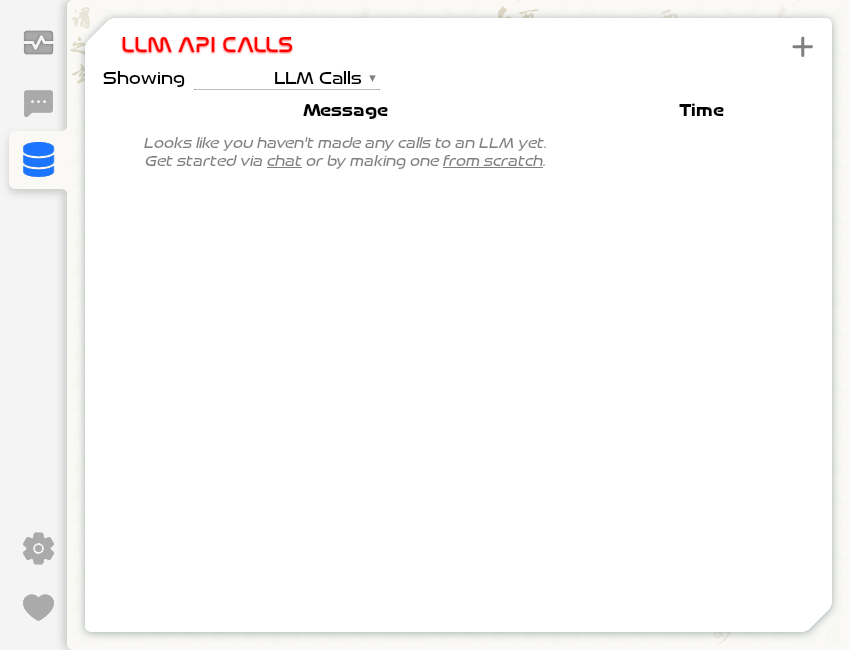 LLM API CALLS
Showing LLM Calls
Message Time
Looks like you haven't made any calls to an LLM yet.
Get started via chat or by making one from scratch.